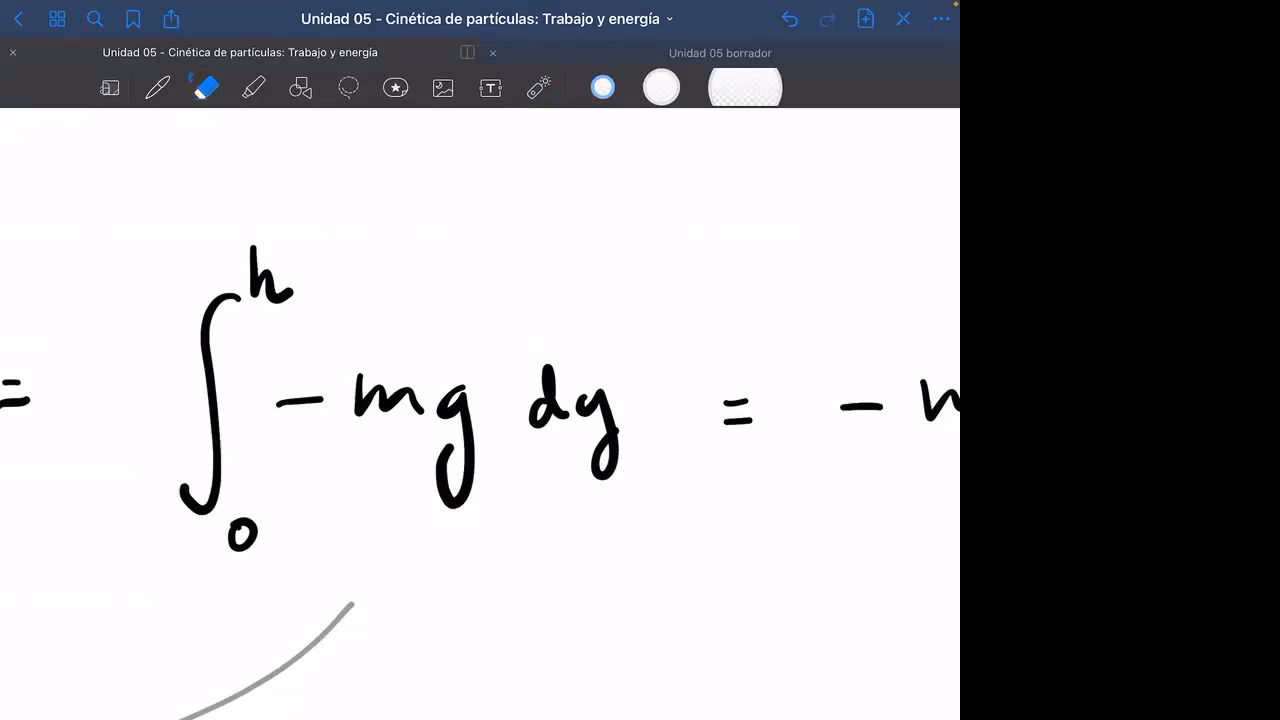 Unidad 05 - Cinética de partículas: Trabajo y energía
Unidad 05 - Cinética de partículas: Trabajo y energía
Unidad 05 borrador
h
= ∫ - mg dy = - m
0